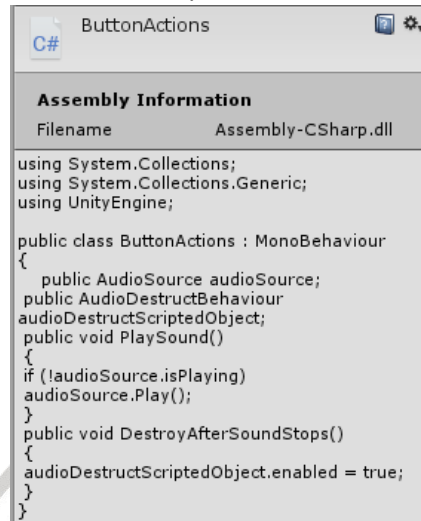 ButtonActions
C#
Assembly Information
Filename Assembly-CSharp.dll
using System.Collections;
using System.Collections.Generic;
using UnityEngine;
public class ButtonActions : MonoBehaviour
{
public AudioSource audioSource;
public AudioDestructBehaviour
audioDestructScriptedObject;
public void PlaySound()
{
if (!audioSource.isPlaying)
audioSource.Play();
}
public void DestroyAfterSoundStops()
{
audioDestructScriptedObject.enabled = true;
}
}